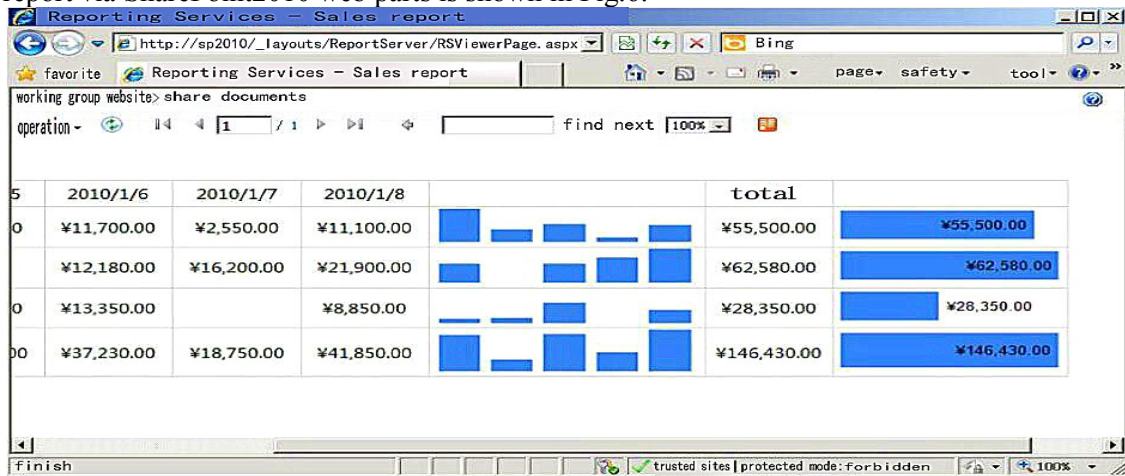 report via SharePoint2010 web parts is shown in Fig.6.
Reporting Services - Sales report
http://sp2010/_layouts/ReportServer/RSViewerPage.aspx Bing
favorite Reporting Services - Sales report page safety tool
working group website> share documents
operation 1 / 1 find next 100%
5 2010/1/6 2010/1/7 2010/1/8 total
0 ¥11,700.00 ¥2,550.00 ¥11,100.00 ¥55,500.00 ¥55,500.00
¥12,180.00 ¥16,200.00 ¥21,900.00 ¥62,580.00 ¥62,580.00
0 ¥13,350.00 ¥8,850.00 ¥28,350.00 ¥28,350.00
00 ¥37,230.00 ¥18,750.00 ¥41,850.00 ¥146,430.00 ¥146,430.00
finish trusted sites|protected mode:forbidden 100%